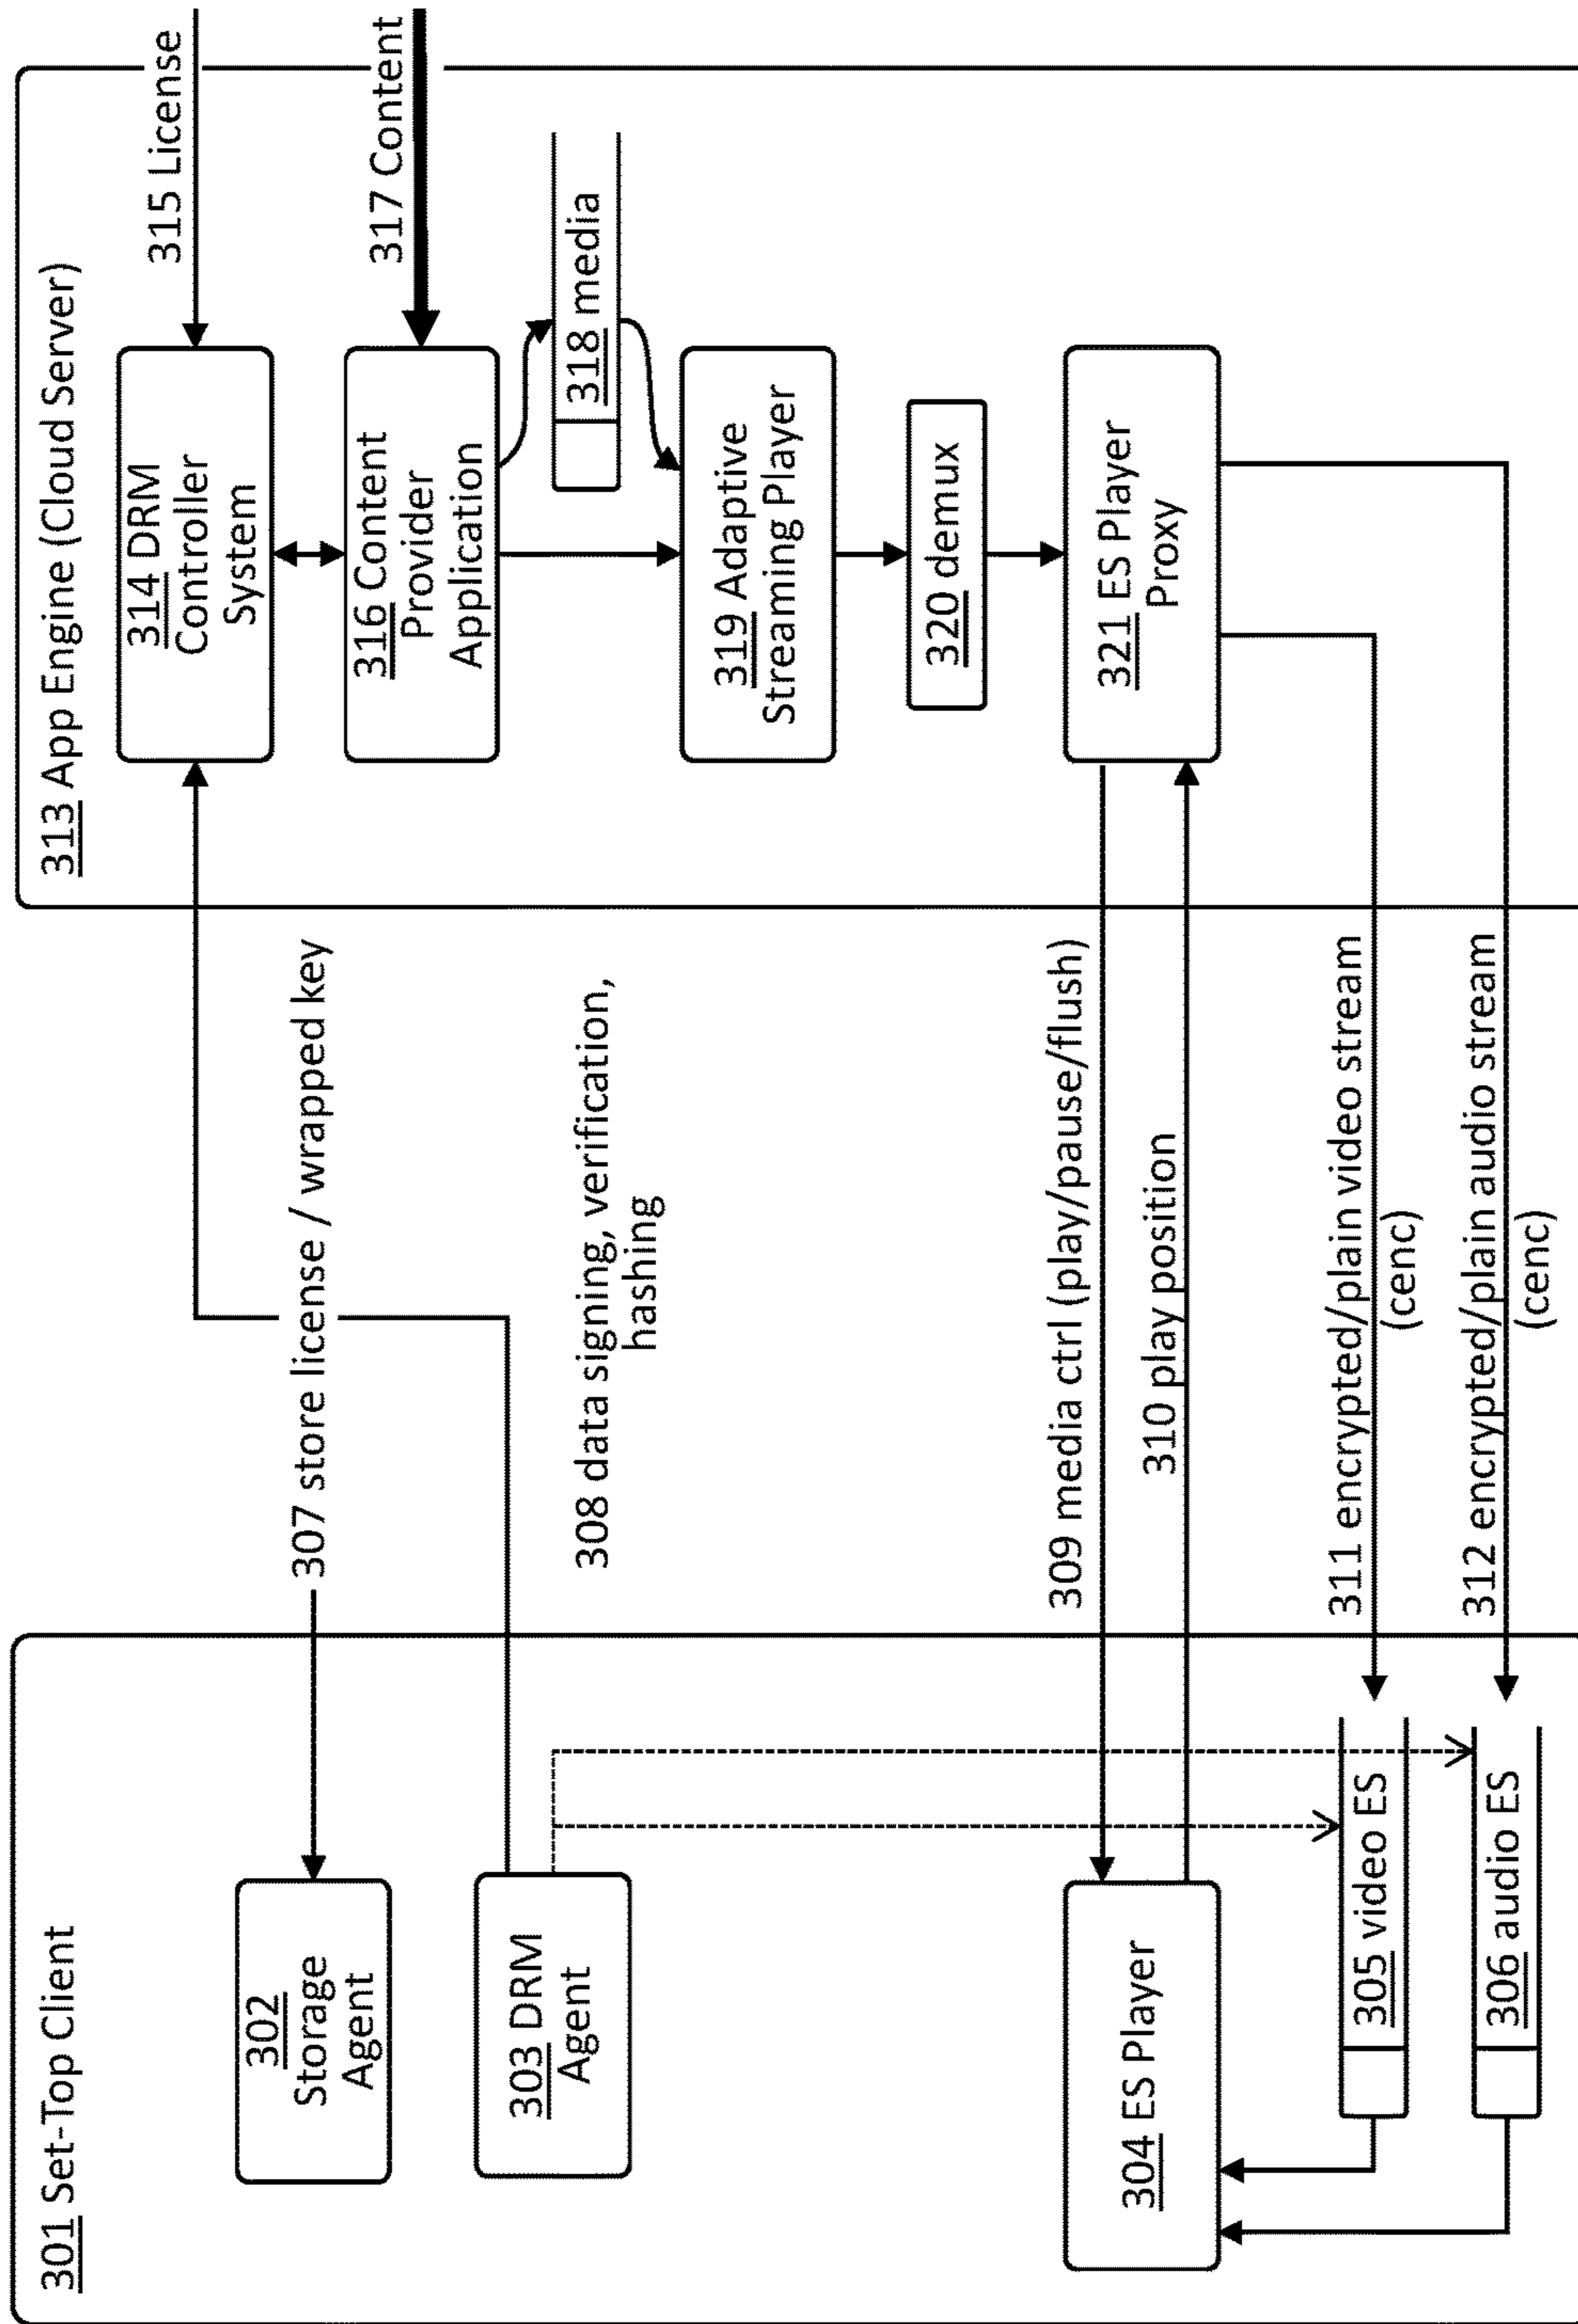 301 Set-Top Client
302
Storage
Agent
303 DRM
Agent
304 ES Player
305 video ES
306 audio ES
307 store license / wrapped key
308 data signing, verification,
hashing
309 media ctrl (play/pause/flush)
310 play position
311 encrypted/plain video stream
(cenc)
312 encrypted/plain audio stream
(cenc)
313 App Engine (Cloud Server)
314 DRM
Controller
System
315 License
316 Content
Provider
Application
317 Content
318 media
319 Adaptive
Streaming Player
320 demux
321 ES Player
Proxy